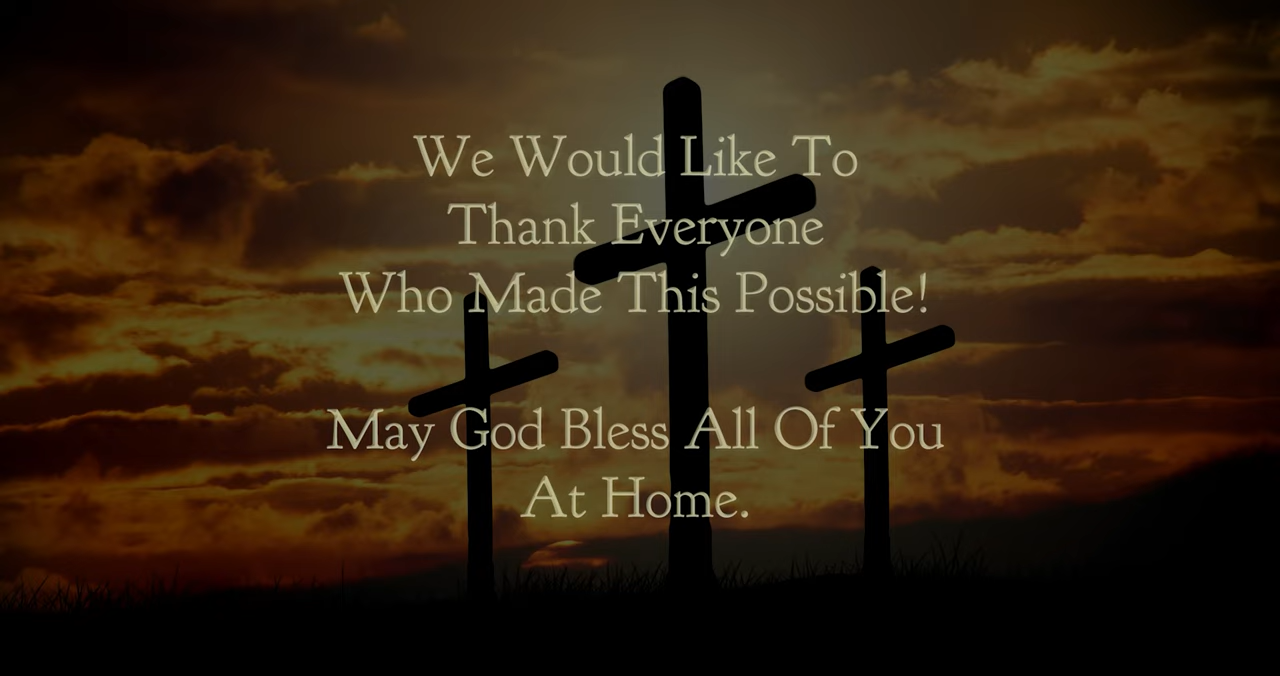 We Would Like To
Thank Everyone
Who Made This Possible!
May God Bless All Of You
At Home.